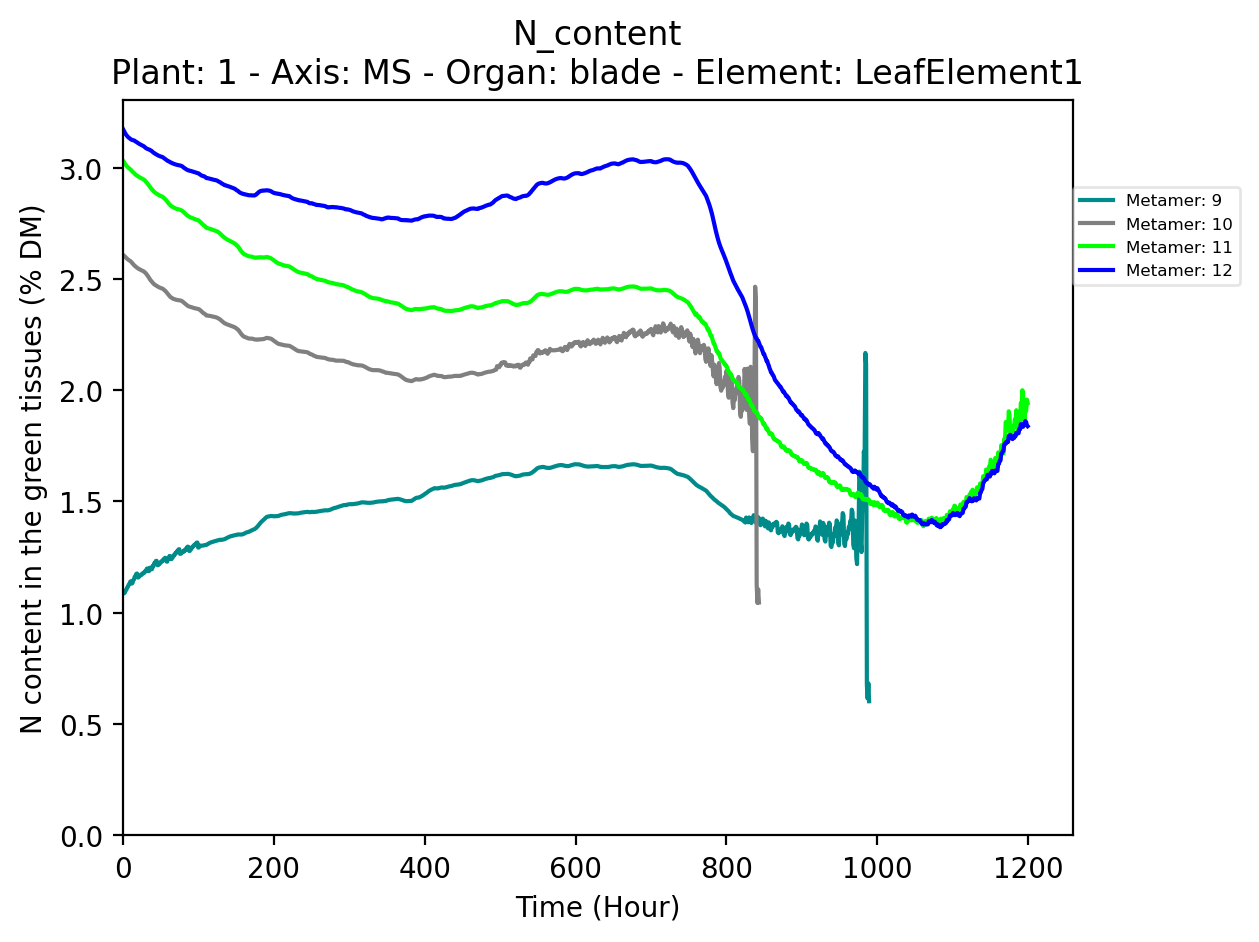 N_content
Plant: 1 - Axis: MS - Organ: blade - Element: LeafElement1
N content in the green tissues (% DM)
3.0
2.5
2.0
1.5
1.0
0.5
0.0
0 200 400 600 800 1000 1200
Time (Hour)
Metamer: 9
Metamer: 10
Metamer: 11
Metamer: 12